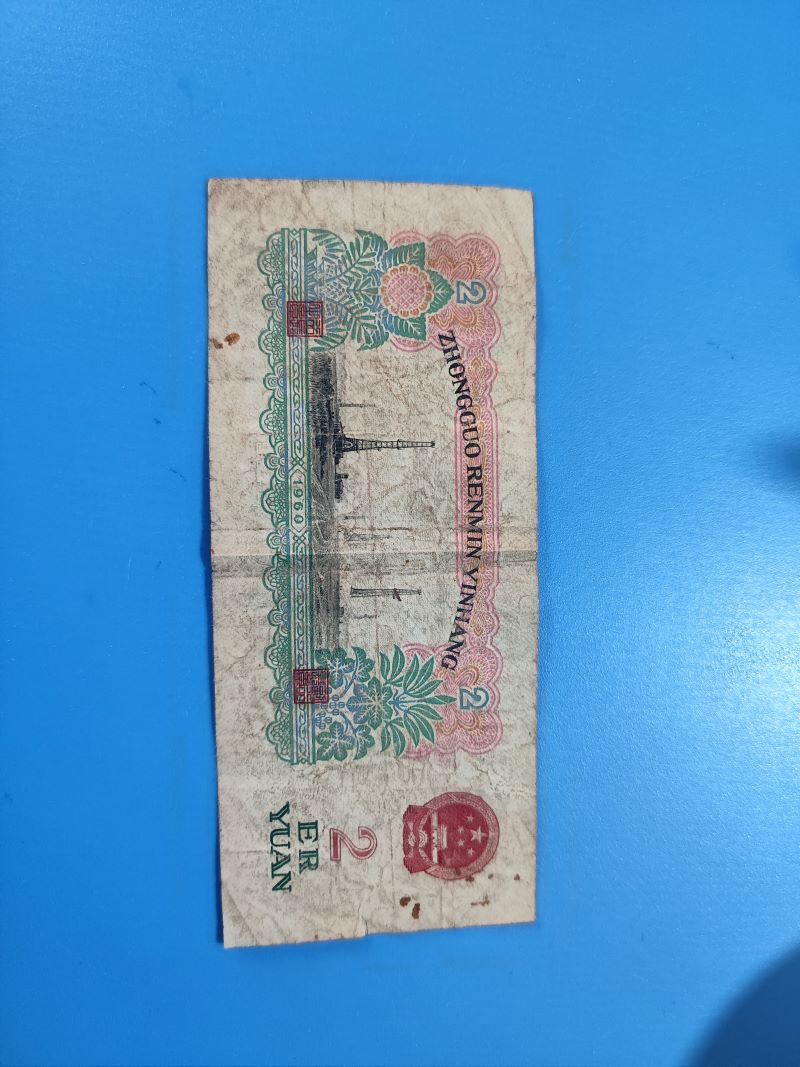 ZHONGGUO RENMIN YINHANG
2
2
1960
2
ER
YUAN